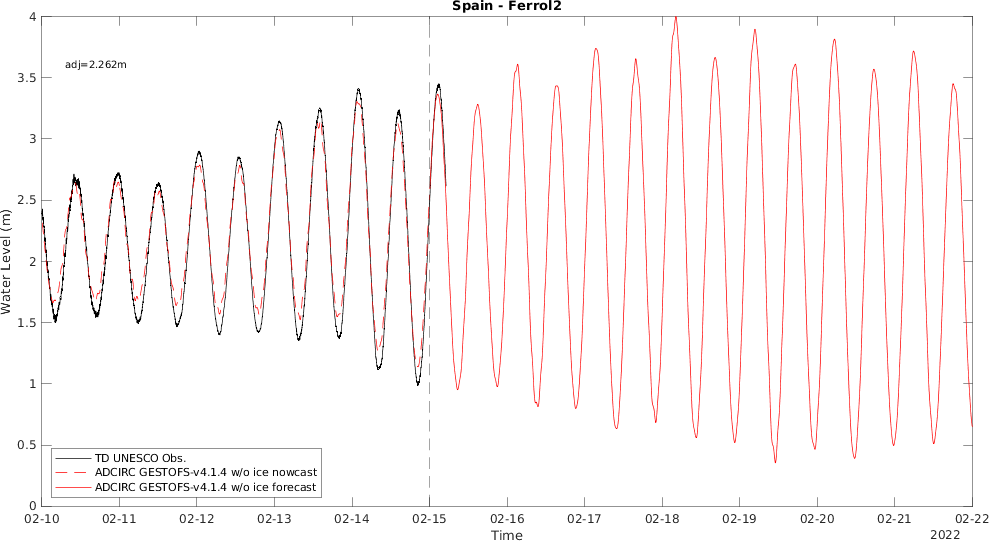 Spain - Ferrol2
adj=2.262m
4
3.5
3
2.5
2
1.5
1
0.5
0
Water Level (m)
TD UNESCO Obs.
ADCIRC GESTOFS-v4.1.4 w/o ice nowcast
ADCIRC GESTOFS-v4.1.4 w/o ice forecast
02-10 02-11 02-12 02-13 02-14 02-15 02-16 02-17 02-18 02-19 02-20 02-21 02-22
Time
2022